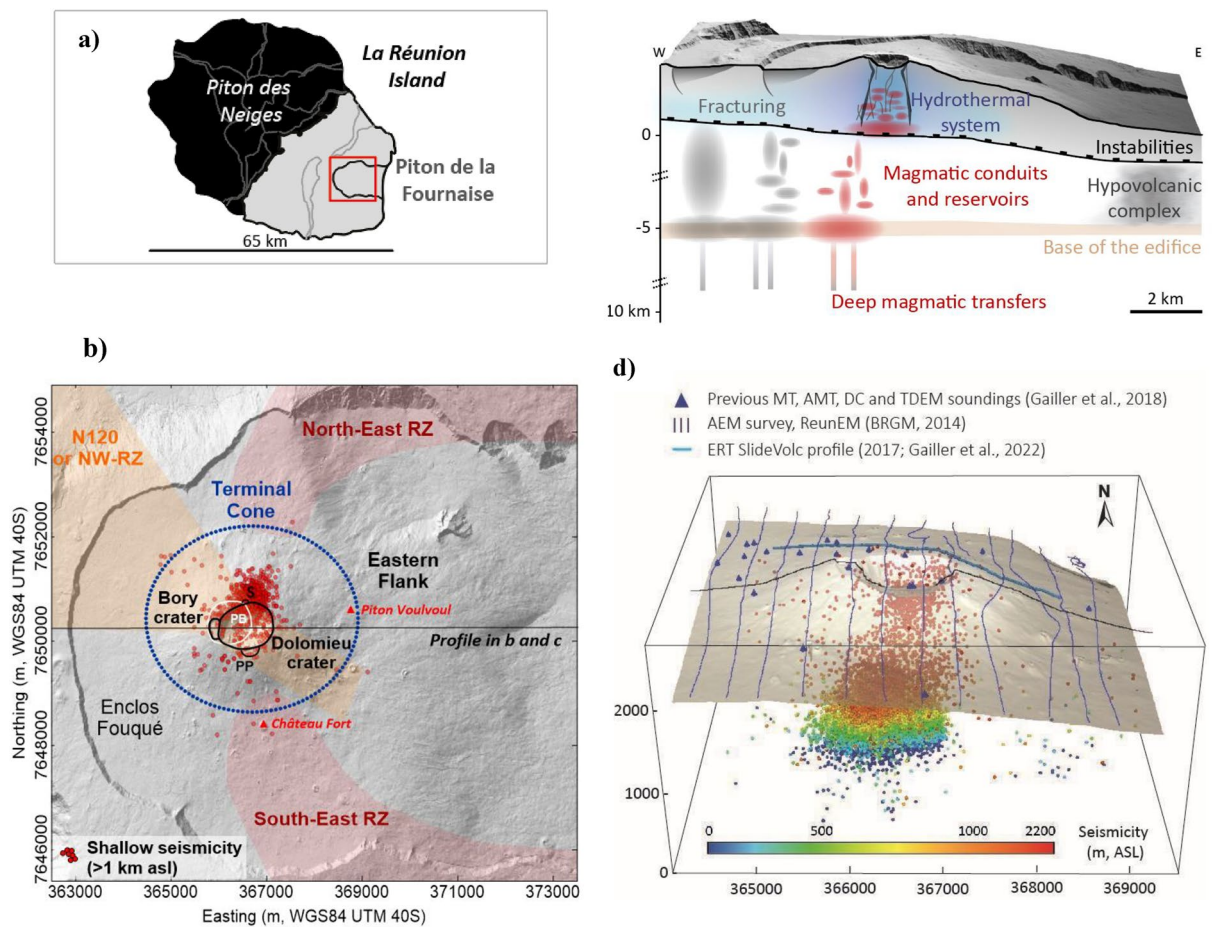 a)
La Réunion
Island
Piton des
Neiges
Piton de la
Fournaise
65 km
W
E
Fracturing
Hydrothermal
system
0
Instabilities
Magmatic conduits
and reservoirs
Hypovolcanic
complex
-5
Base of the edifice
Deep magmatic transfers
10 km
2 km
b)
N120
or NW-RZ
North-East RZ
Terminal
Cone
Eastern
Flank
S
Bory
crater
PB
Piton Voulvoul
Profile in b and c
Dolomieu
crater
PP
Enclos
Fouqué
Château Fort
South-East RZ
Shallow seismicity
(>1 km asl)
7654000
7652000
7650000
7648000
7646000
Northing (m, WGS84 UTM 40S)
363000 365000 367000 369000 371000 373000
Easting (m, WGS84 UTM 40S)
d)
Previous MT, AMT, DC and TDEM soundings (Gailler et al., 2018)
AEM survey, ReunEM (BRGM, 2014)
ERT SlideVolc profile (2017; Gailler et al., 2022)
N
2000
1000
0
0 500 1000 2200
Seismicity
(m, ASL)
365000 366000 367000 368000 369000